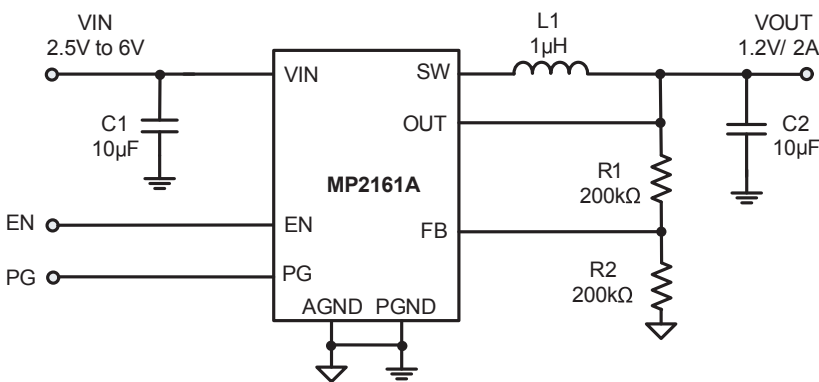 VIN
2.5V to 6V
L1
1µH
VOUT
1.2V/ 2A
VIN
SW
C1
10µF
OUT
C2
10µF
MP2161A
R1
200kΩ
EN
EN
FB
PG
PG
R2
200kΩ
AGND PGND